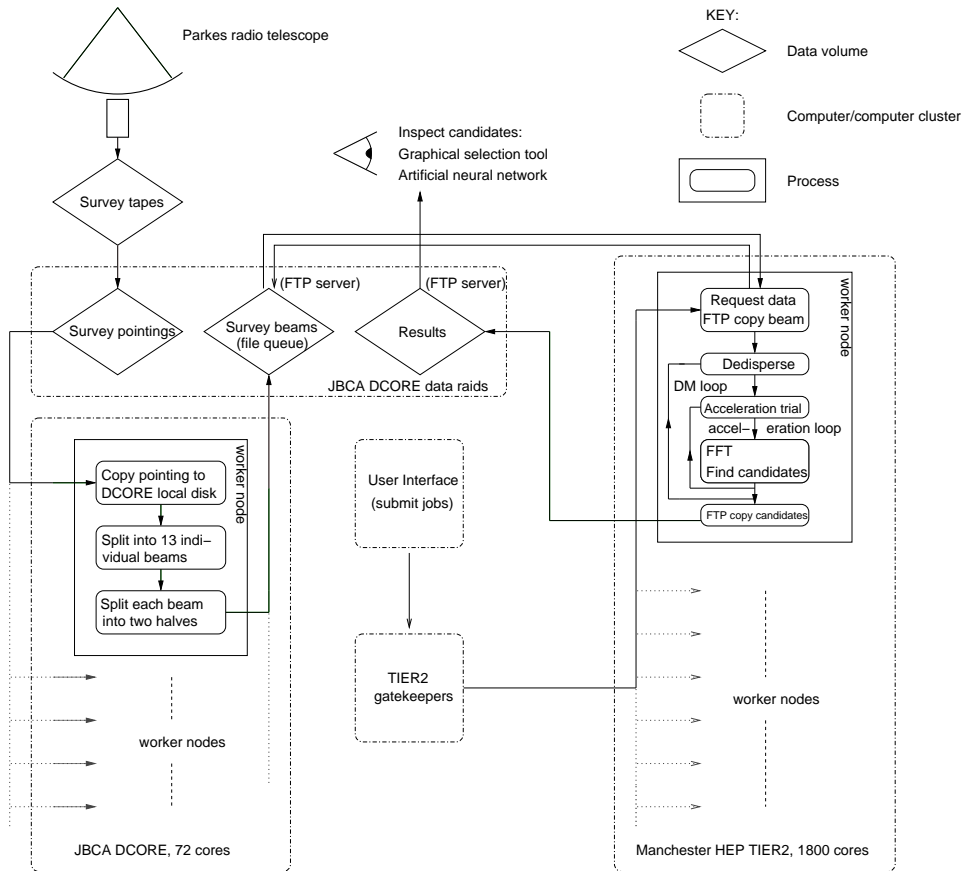 Parkes radio telescope
KEY:
Data volume
Computer/computer cluster
Process
Inspect candidates:
Graphical selection tool
Artificial neural network
Survey tapes
(FTP server)
(FTP server)
Survey pointings
Survey beams
(file queue)
Results
JBCA DCORE data raids
worker node
Copy pointing to
DCORE local disk
Split into 13 indi–
vidual beams
Split each beam
into two halves
worker nodes
JBCA DCORE, 72 cores
User Interface
(submit jobs)
TIER2
gatekeepers
worker node
Request data
FTP copy beam
Dedisperse
DM loop
Acceleration trial
accel– eration loop
FFT
Find candidates
FTP copy candidates
worker nodes
Manchester HEP TIER2, 1800 cores